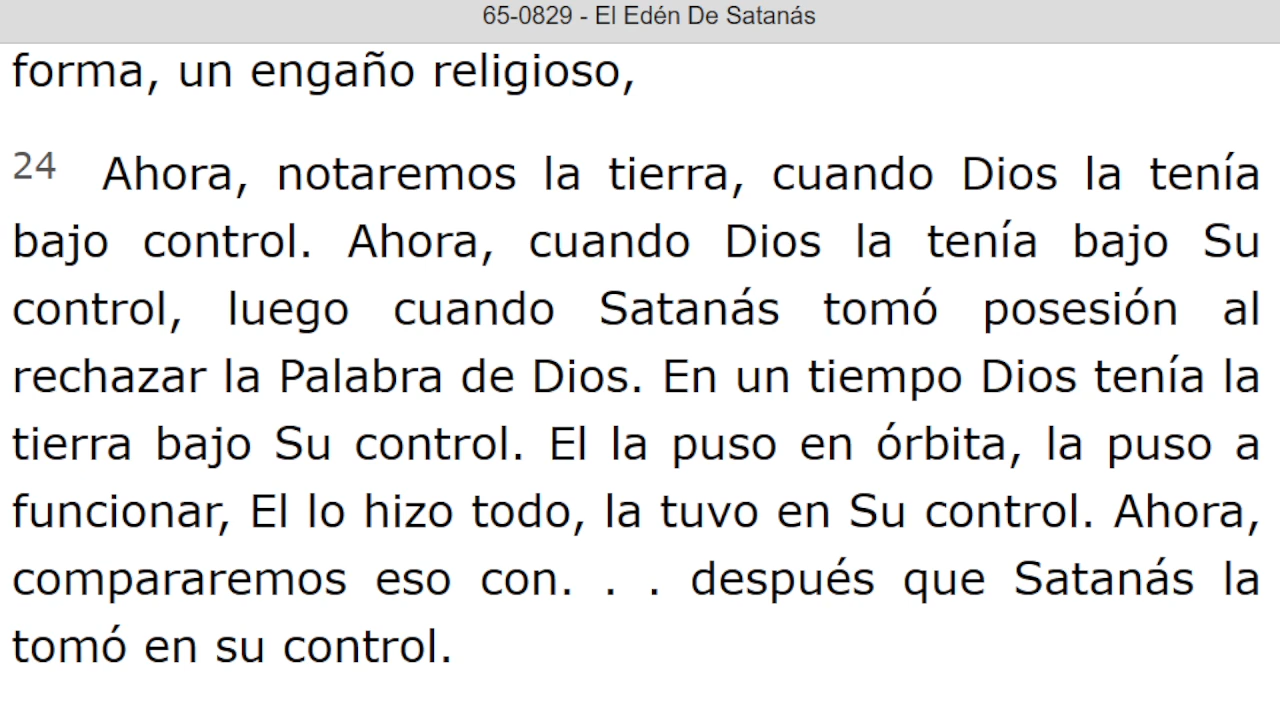 65-0829 - El Edén De Satanás
forma, un engaño religioso,
24 Ahora, notaremos la tierra, cuando Dios la tenía
bajo control. Ahora, cuando Dios la tenía bajo Su
control, luego cuando Satanás tomó posesión al
rechazar la Palabra de Dios. En un tiempo Dios tenía la
tierra bajo Su control. El la puso en órbita, la puso a
funcionar, El lo hizo todo, la tuvo en Su control. Ahora,
compararemos eso con. . . después que Satanás la
tomó en su control.